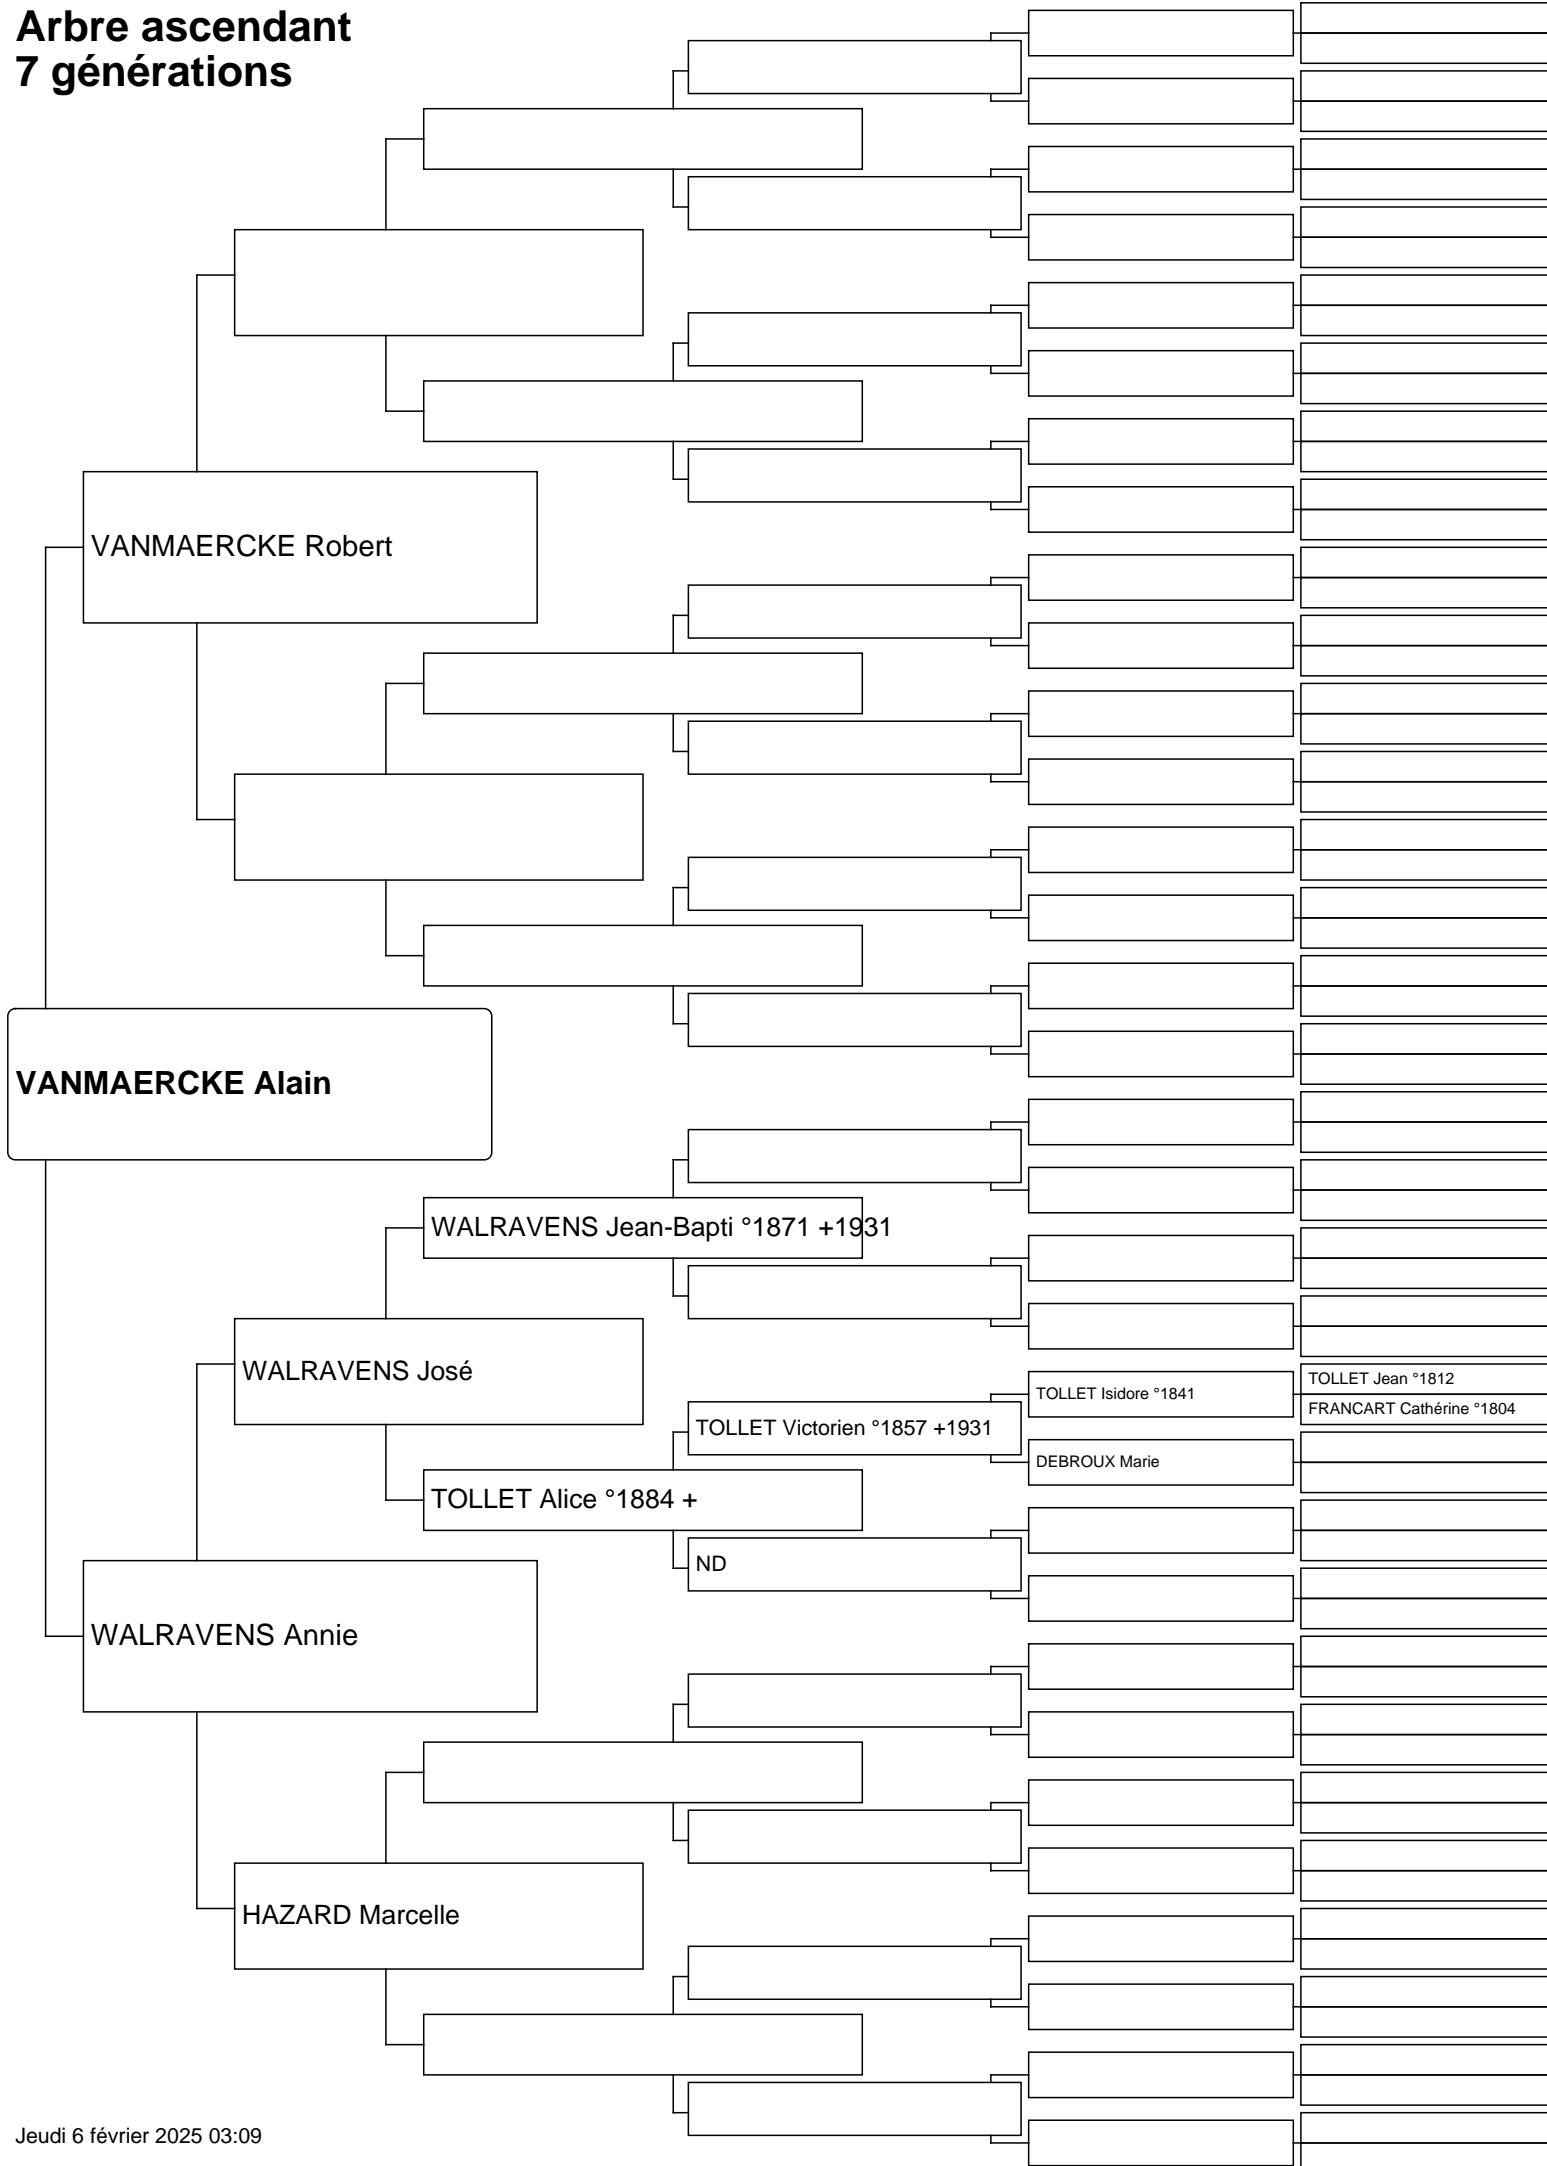 Arbre ascendant
7 générations
VANMAERCKE Robert
VANMAERCKE Alain
WALRAVENS Jean-Bapti °1871 +1931
WALRAVENS José
TOLLET Jean °1812
TOLLET Isidore °1841
FRANCART Cathérine °1804
TOLLET Victorien °1857 +1931
DEBROUX Marie
TOLLET Alice °1884 +
ND
WALRAVENS Annie
HAZARD Marcelle
Jeudi 6 février 2025 03:09